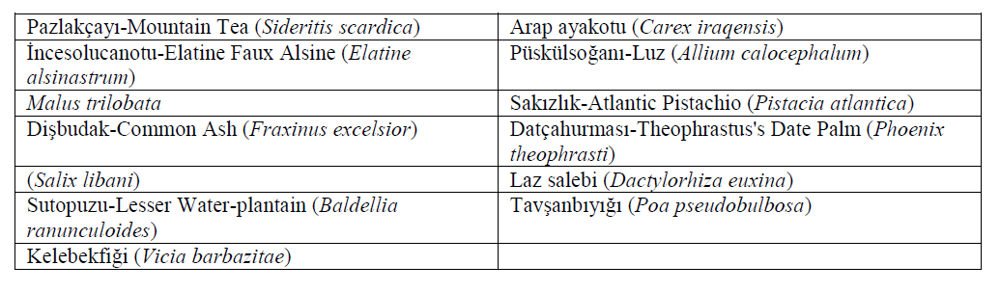 Pazlakçayı-Mountain Tea (Sideritis scardica)
Arap ayakotu (Carex iraqensis)
İncesolucanotu-Elatine Faux Alsine (Elatine
alsinastrum)
Püskülsoğanı-Luz (Allium calocephalum)
Malus trilobata
Sakızlık-Atlantic Pistachio (Pistacia atlantica)
Dişbudak-Common Ash (Fraxinus excelsior)
Datçahurması-Theophrastus's Date Palm (Phoenix
theophrasti)
(Salix libani)
Laz salebi (Dactylorhiza euxina)
Sutopuzu-Lesser Water-plantain (Baldellia
ranunculoides)
Tavşanbıyığı (Poa pseudobulbosa)
Kelebekfiği (Vicia barbazitae)